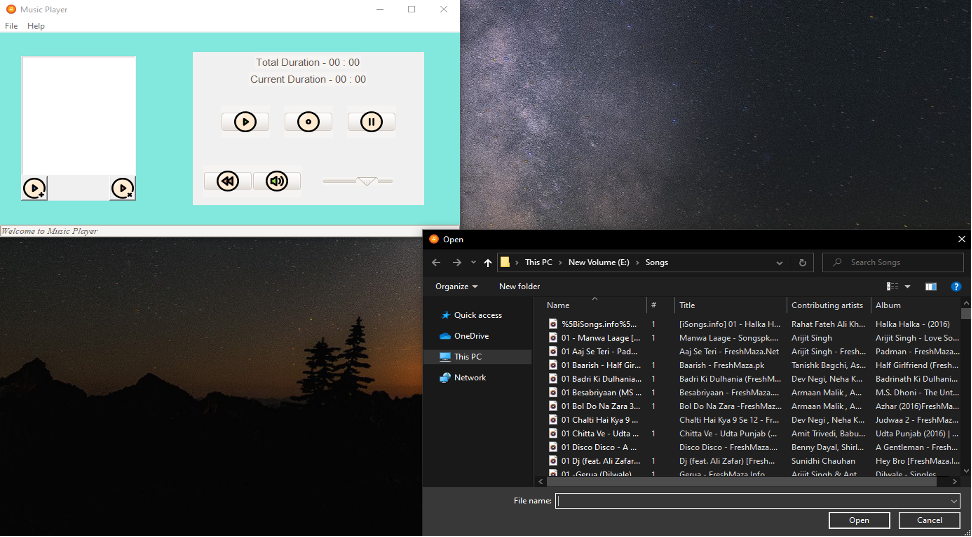 Music Player
File Help
Total Duration - 00 : 00
Current Duration - 00 : 00
Welcome to Music Player
Open
This PC › New Volume (E:) › Songs
Search Songs
Organize New folder
Quick access
OneDrive
This PC
Network
Name # Title Contributing artists Album
%5BiSongs.info%5... 1 [iSongs.info] 01 - Halka H... Rahat Fateh Ali Kh... Halka Halka - (2016)
01 - Manwa Laage [... 1 Manwa Laage - Songspk.... Arijit Singh Arijit Singh - Love So...
01 Aaj Se Teri - Pad... Aaj Se Teri - FreshMaza.Net Arijit Singh - Fresh... Padman - FreshMaza...
01 Baarish - Half Gir... 1 Baarish - FreshMaza.pk Tanishk Bagchi, As... Half Girlfriend (Fresh...
01 Badri Ki Dulhania... 1 Badri Ki Dulhania (FreshM... Dev Negi, Neha K... Badrinath Ki Dulhani...
01 Besabriyaan (MS ... 1 Besabriyaan - FreshMaza.... Armaan Malik , A... M.S. Dhoni - The Unt...
01 Bol Do Na Zara 3... 1 Bol Do Na Zara -FreshMaz... Armaan Malik , A... Azhar (2016)FreshMa...
01 Chalti Hai Kya 9 ... Chalti Hai Kya 9 Se 12 - Fr... Dev Negi , Neha K... Judwaa 2 - FreshMaz...
01 Chitta Ve - Udta ... 1 Chitta Ve - Udta Punjab (... Amit Trivedi, Babu... Udta Punjab (2016) | ...
01 Disco Disco - A ... Disco Disco - FreshMaza.... Benny Dayal, Shirl... A Gentleman - Fresh...
01 Dj (feat. Ali Zafar)... 1 Dj (feat. Ali Zafar) [Fresh... Sunidhi Chauhan Hey Bro [FreshMaza.I...
01 -Gerua (Dilwale) ... 1 Gerua - FreshMaza.Info Arijit Singh & Ant... Dilwale - Singles
File name:
Open Cancel